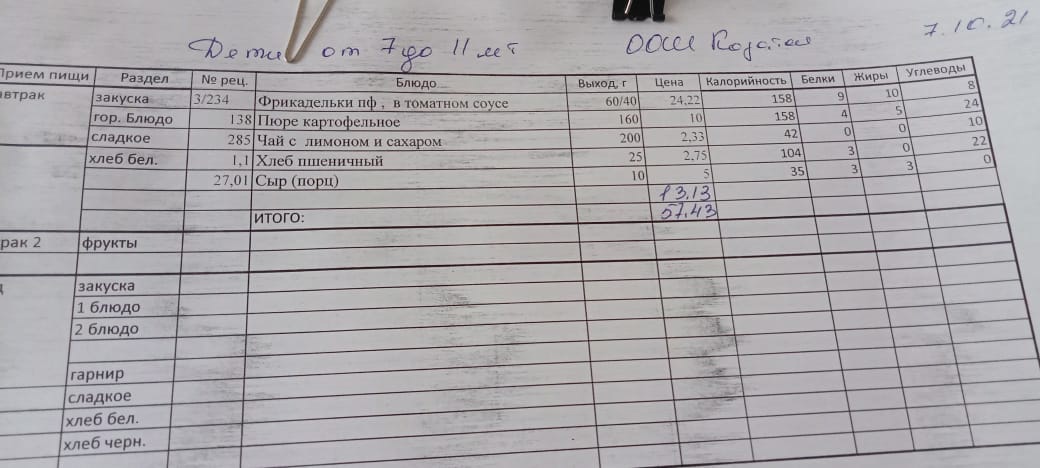 Дети от 7 до 11 лет ООШ 7.10.21
Прием пищи Раздел № рец. Блюдо Выход, г Цена Калорийность Белки Жиры Углеводы
автрак закуска 3/234 Фрикадельки пф , в томатном соусе 60/40 24,22 158 9 10 8
гор. Блюдо 138 Пюре картофельное 160 10 158 4 5 24
сладкое 285 Чай с лимоном и сахаром 200 2,33 42 0 0 10
хлеб бел. 1,1 Хлеб пшеничный 25 2,75 104 3 0 22
27,01 Сыр (порц) 10 5 35 3 3 0
13.13
ИТОГО: 57.43
рак 2 фрукты
закуска
1 блюдо
2 блюдо
гарнир
сладкое
хлеб бел.
хлеб черн.